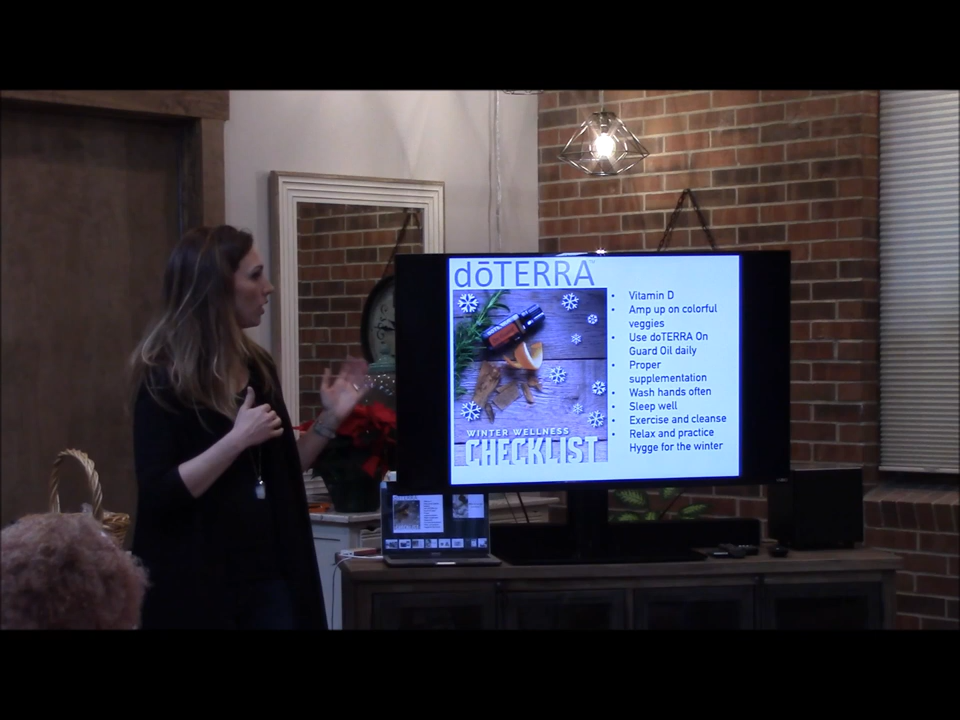 dōTERRA
WINTER WELLNESS
CHECKLIST
• Vitamin D
• Amp up on colorful
veggies
• Use doTERRA On
Guard Oil daily
• Proper
supplementation
• Wash hands often
• Sleep well
• Exercise and cleanse
• Relax and practice
Hygge for the winter